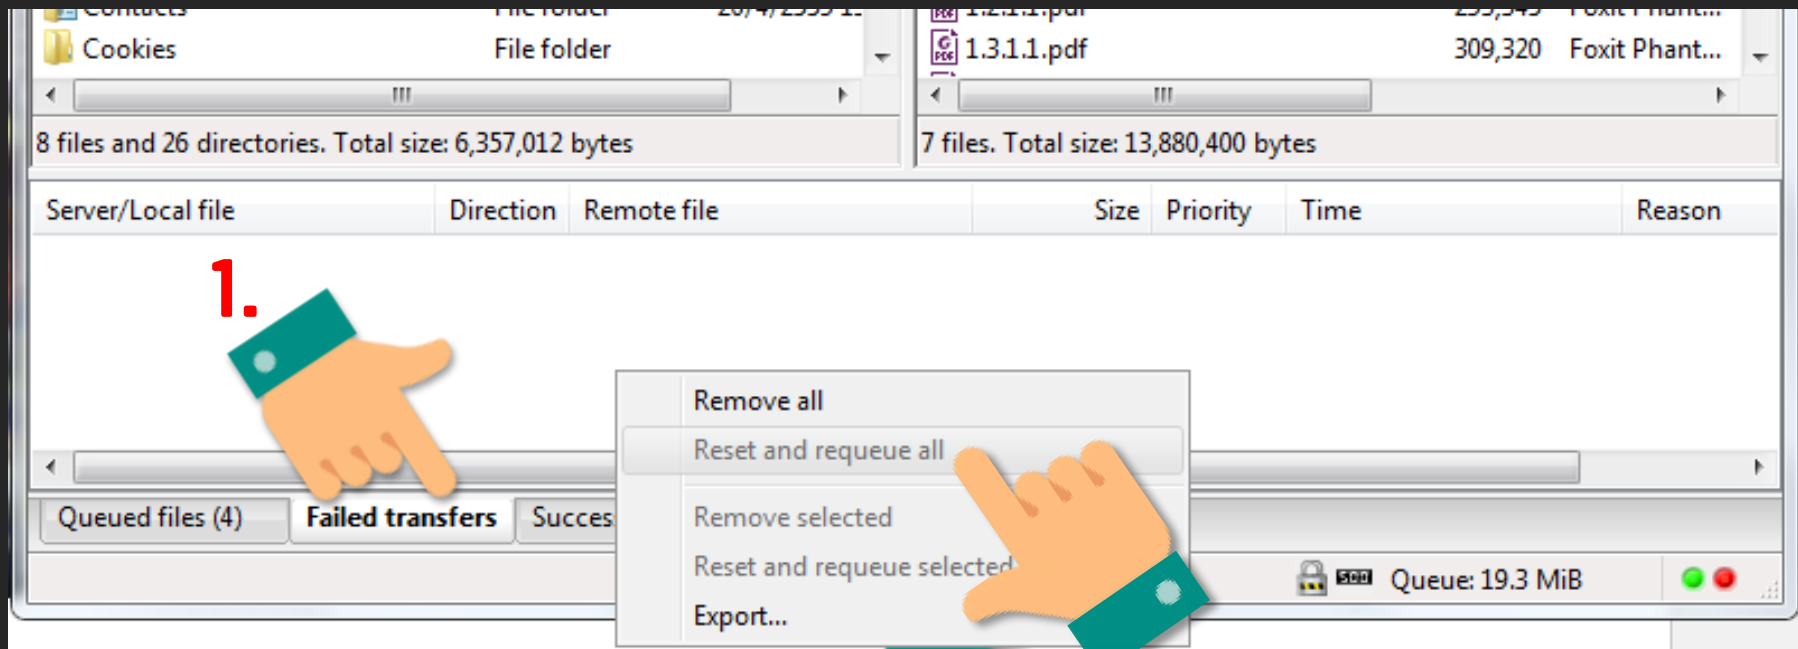 Contacts File folder
Cookies File folder 1.3.1.1.pdf 309,320 Foxit Phant...
8 files and 26 directories. Total size: 6,357,012 bytes 7 files. Total size: 13,880,400 bytes
Server/Local file Direction Remote file Size Priority Time Reason
1.
Remove all
Reset and requeue all
Queued files (4) Failed transfers Succes Remove selected
Reset and requeue selected Queue: 19.3 MiB
Export...